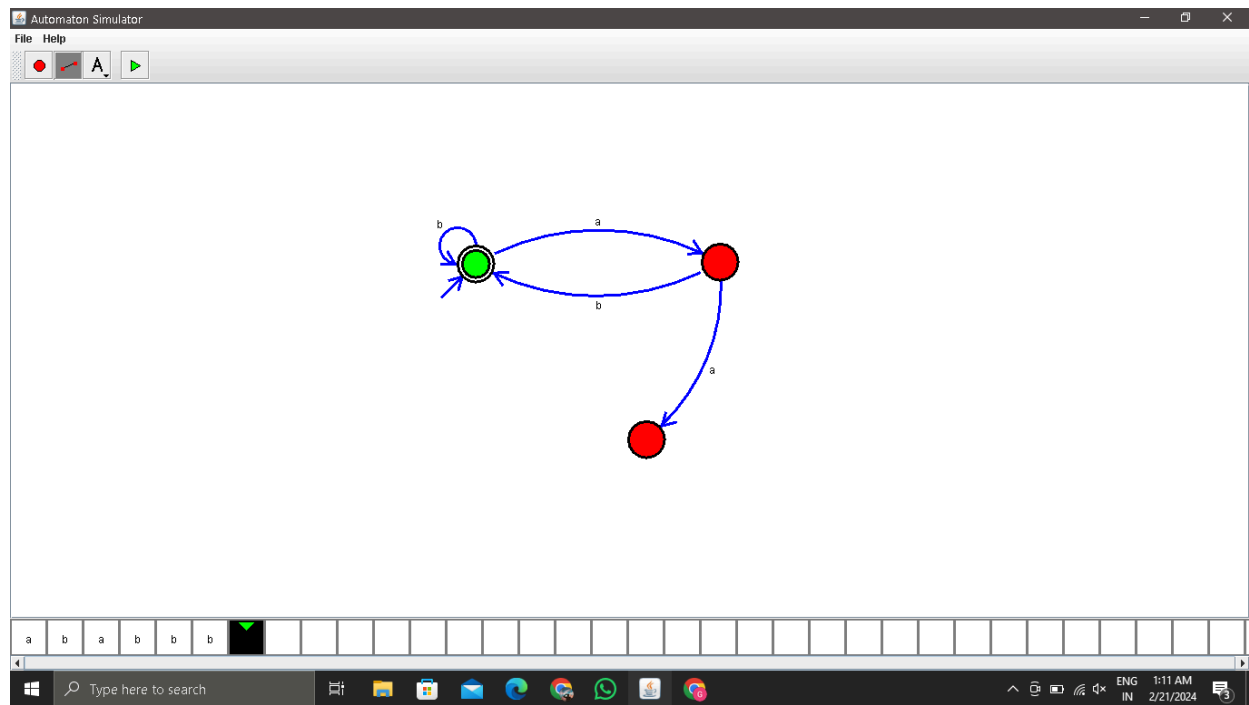 Automaton Simulator
File Help
A
a
b
b
a
a b a b b b
Type here to search
ENG 1:11 AM
IN 2/21/2024
3